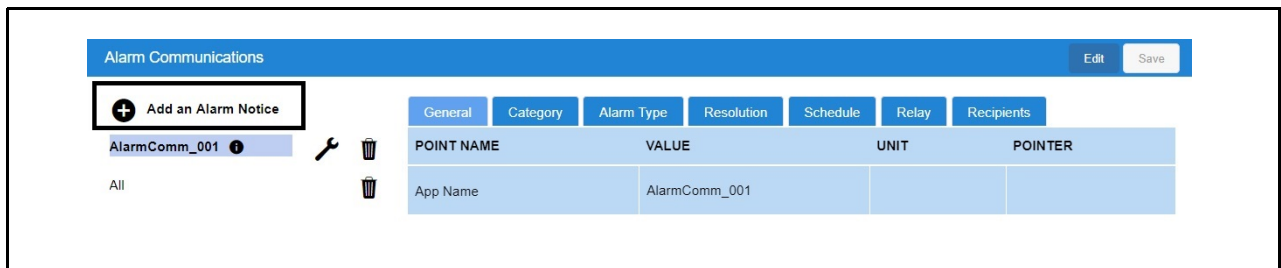 Alarm Communications Edit Save
Add an Alarm Notice
General Category Alarm Type Resolution Schedule Relay Recipients
AlarmComm_001
POINT NAME VALUE UNIT POINTER
All
App Name AlarmComm_001